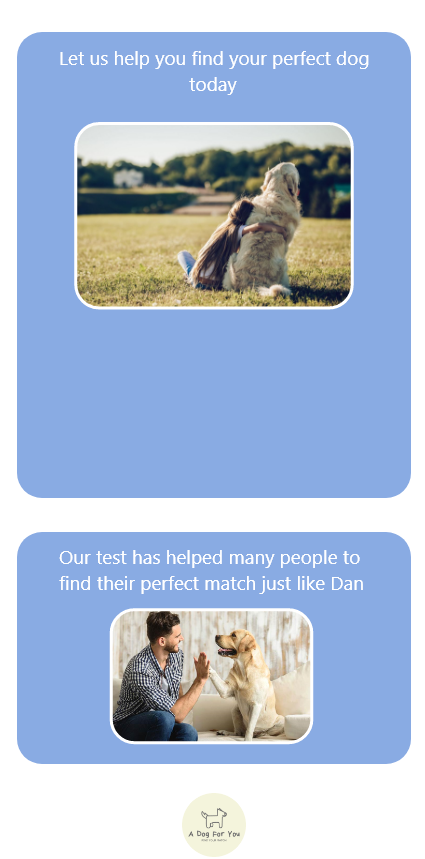 Let us help you find your perfect dog
today
Our test has helped many people to
find their perfect match just like Dan
A Dog For You